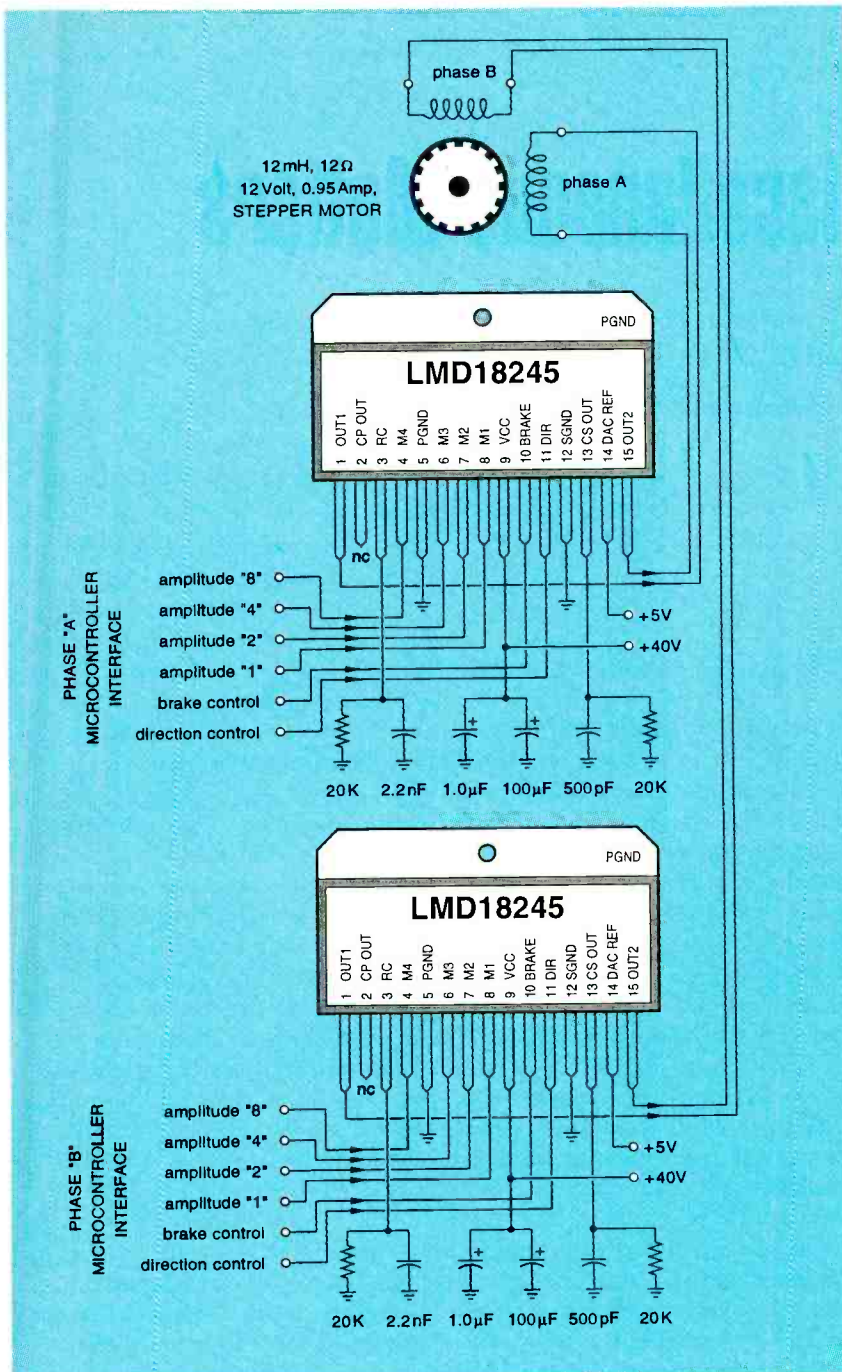 phase B
12mH, 12Ω
12 Volt, 0.95 Amp,
STEPPER MOTOR
phase A
PGND
LMD18245
1 OUT1
2 CP OUT
3 RC
4 M4
5 PGND
6 M3
7 M2
8 M1
9 VCC
10 BRAKE
11 DIR
12 SGND
13 CS OUT
14 DAC REF
15 OUT2
nc
PHASE "A"
MICROCONTROLLER
INTERFACE
amplitude "8"
amplitude "4"
amplitude "2"
amplitude "1"
brake control
direction control
+5V
+40V
20K 2.2nF 1.0µF 100µF 500pF 20K
PGND
LMD18245
1 OUT1
2 CP OUT
3 RC
4 M4
5 PGND
6 M3
7 M2
8 M1
9 VCC
10 BRAKE
11 DIR
12 SGND
13 CS OUT
14 DAC REF
15 OUT2
nc
PHASE "B"
MICROCONTROLLER
INTERFACE
amplitude "8"
amplitude "4"
amplitude "2"
amplitude "1"
brake control
direction control
+5V
+40V
20K 2.2nF 1.0µF 100µF 500pF 20K